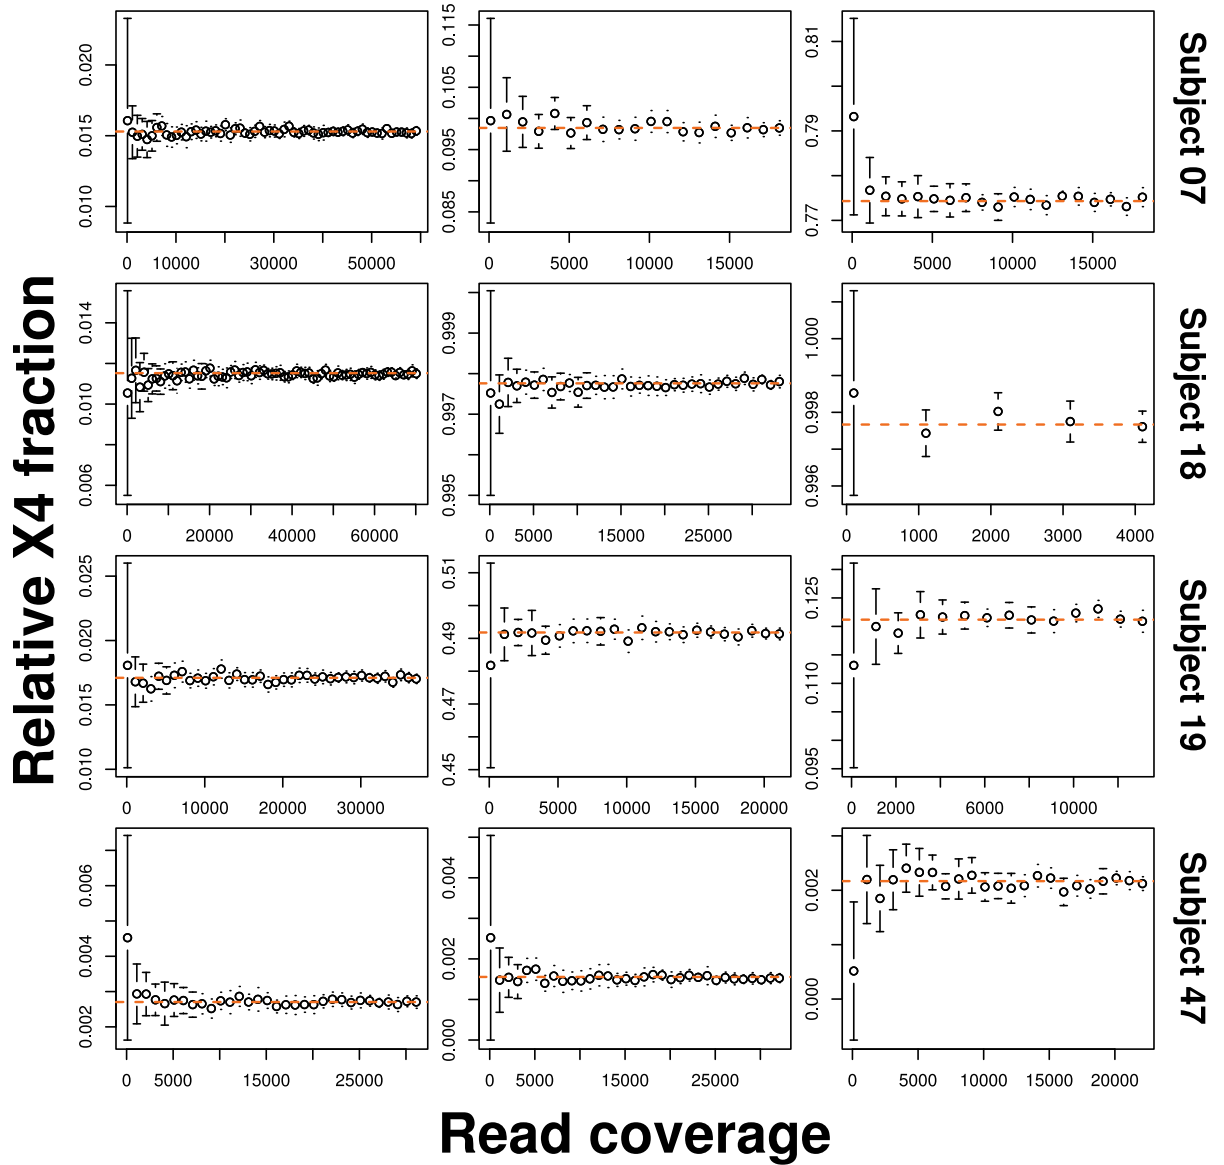 Relative X4 fraction
0.020
0.015
0.010
0 10000 30000 50000
0.115
0.105
0.095
0.085
0 5000 10000 15000
0.81
0.79
0.77
0 5000 10000 15000
Subject 07
0.014
0.010
0.006
0 20000 40000 60000
0.999
0.997
0.995
0 5000 15000 25000
1.000
0.998
0.996
0 1000 2000 3000 4000
Subject 18
0.025
0.020
0.015
0.010
0 10000 20000 30000
0.51
0.49
0.47
0.45
0 5000 10000 15000 20000
0.125
0.110
0.095
0 2000 6000 10000
Subject 19
0.006
0.004
0.002
0 5000 15000 25000
0.004
0.002
0.000
0 5000 15000 25000
0.002
0.000
0 5000 10000 15000 20000
Subject 47
Read coverage